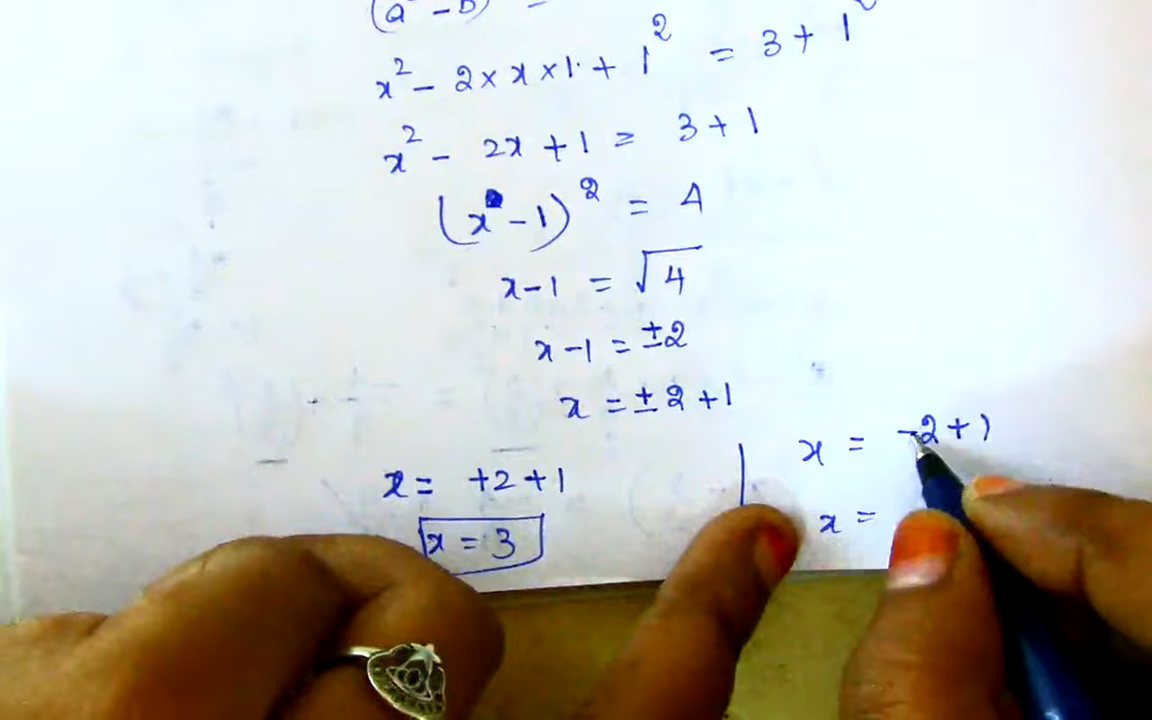 (a - b)
x² - 2 × x × 1 + 1² = 3 + 1²
x² - 2x + 1 = 3 + 1
(x - 1)² = 4
x - 1 = √4
x - 1 = ±2
x = ±2 + 1
x = +2 + 1
x = 3
x = -2 + 1
x =